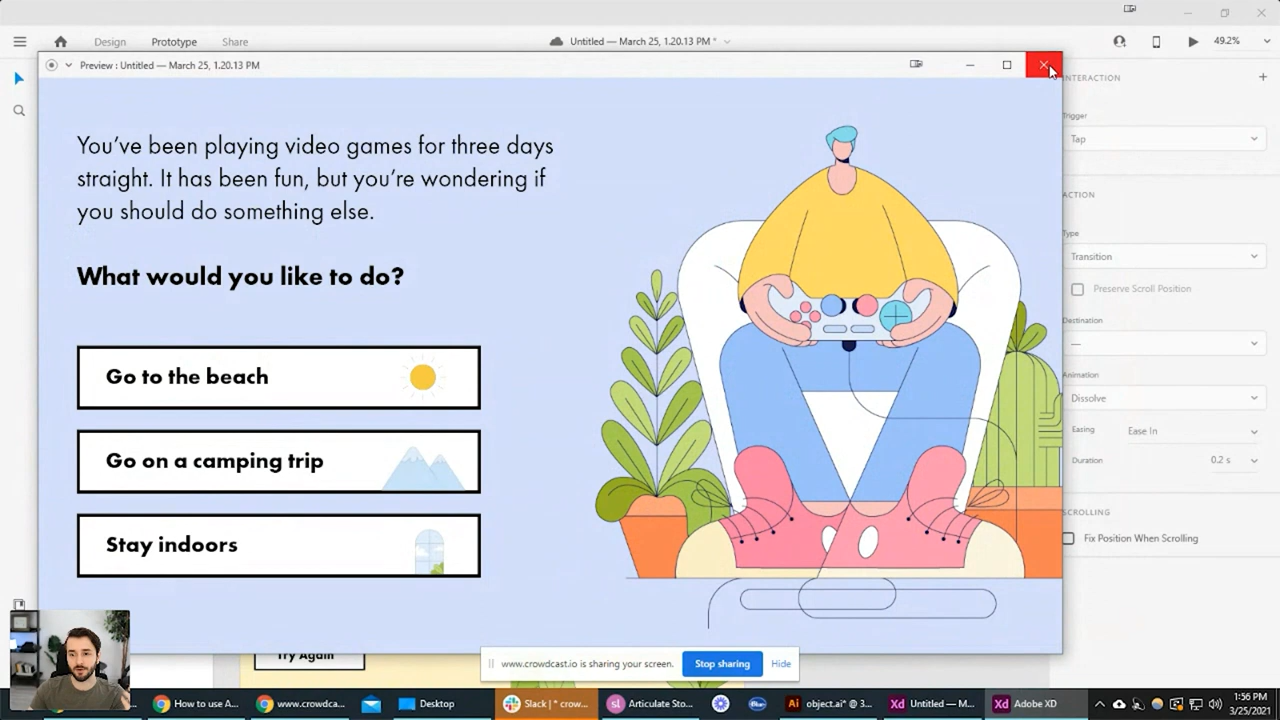 Design
Prototype
Share
Untitled — March 25, 1.20.13 PM *
49.2%
Preview : Untitled — March 25, 1.20.13 PM
You've been playing video games for three days
straight. It has been fun, but you're wondering if
you should do something else.
What would you like to do?
Go to the beach
Go on a camping trip
Stay indoors
INTERACTION
Trigger
Tap
ACTION
Type
Transition
Preserve Scroll Position
Destination
—
Animation
Dissolve
Easing
Ease In
Duration
0.2 s
SCROLLING
Fix Position When Scrolling
Try Again
www.crowdcast.io is sharing your screen.
Stop sharing
Hide
How to use A...
www.crowdca...
Desktop
Slack | * crow...
sl
Articulate Sto...
Ai
object.ai* @ 3...
Xd
Untitled — M...
Xd
Adobe XD
1:56 PM
3/25/2021